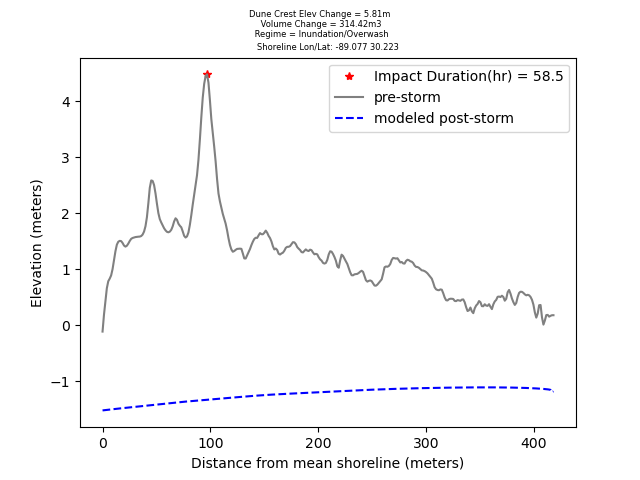 Dune Crest Elev Change = 5.81m
Volume Change = 314.42m3
Regime = Inundation/Overwash
Shoreline Lon/Lat: -89.077 30.223
Impact Duration(hr) = 58.5
pre-storm
modeled post-storm
Elevation (meters)
4
3
2
1
0
−1
0 100 200 300 400
Distance from mean shoreline (meters)